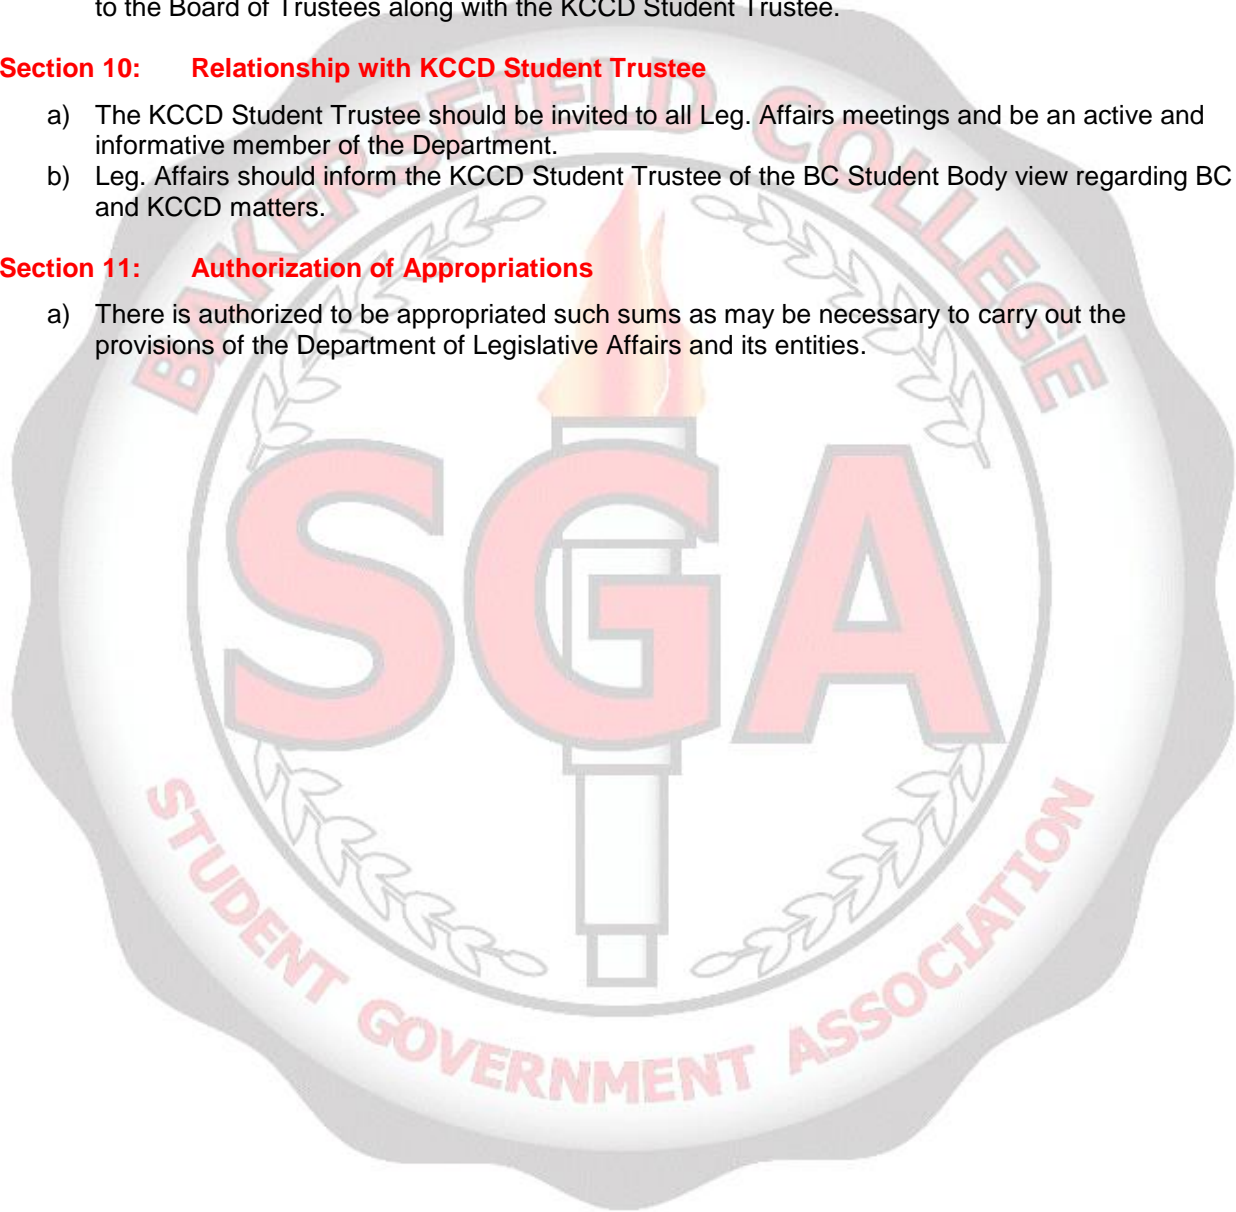 to the Board of Trustees along with the KCCD Student Trustee.
Section 10: Relationship with KCCD Student Trustee
a) The KCCD Student Trustee should be invited to all Leg. Affairs meetings and be an active and
informative member of the Department.
b) Leg. Affairs should inform the KCCD Student Trustee of the BC Student Body view regarding BC
and KCCD matters.
Section 11: Authorization of Appropriations
a) There is authorized to be appropriated such sums as may be necessary to carry out the
provisions of the Department of Legislative Affairs and its entities.
BAKERSFIELD COLLEGE
SGA
STUDENT GOVERNMENT ASSOCIATION